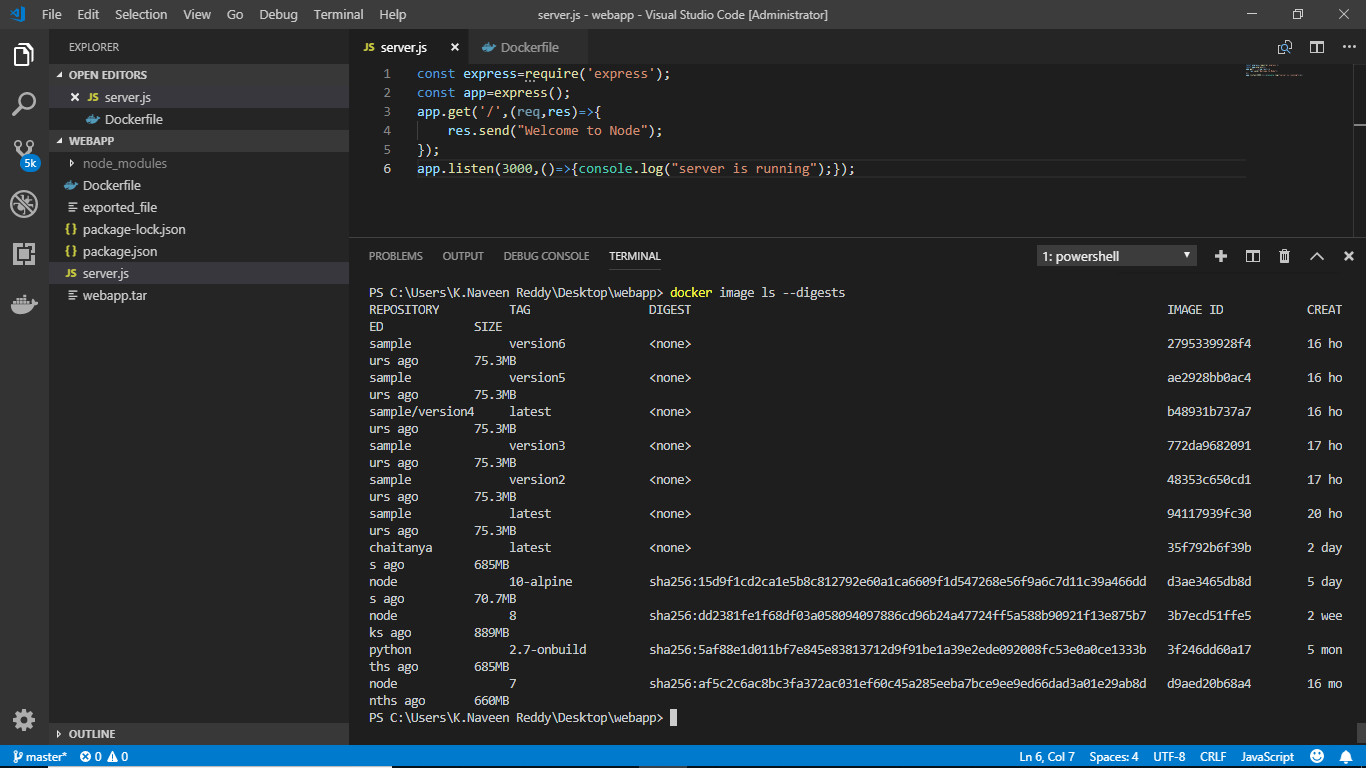 File Edit Selection View Go Debug Terminal Help server.js - webapp - Visual Studio Code [Administrator]
EXPLORER
OPEN EDITORS
JS server.js
Dockerfile
WEBAPP
node_modules
Dockerfile
exported_file
{} package-lock.json
{} package.json
JS server.js
webapp.tar
OUTLINE
5k
JS server.js Dockerfile
1 const express=require('express');
2 const app=express();
3 app.get('/',(req,res)=>{
4 res.send("Welcome to Node");
5 });
6 app.listen(3000,()=>{console.log("server is running");});
PROBLEMS OUTPUT DEBUG CONSOLE TERMINAL 1: powershell
PS C:\Users\K.Naveen Reddy\Desktop\webapp> docker image ls --digests
REPOSITORY TAG DIGEST IMAGE ID CREAT
ED SIZE
sample version6 <none> 2795339928f4 16 ho
urs ago 75.3MB
sample version5 <none> ae2928bb0ac4 16 ho
urs ago 75.3MB
sample/version4 latest <none> b48931b737a7 16 ho
urs ago 75.3MB
sample version3 <none> 772da9682091 17 ho
urs ago 75.3MB
sample version2 <none> 48353c650cd1 17 ho
urs ago 75.3MB
sample latest <none> 94117939fc30 20 ho
urs ago 75.3MB
chaitanya latest <none> 35f792b6f39b 2 day
s ago 685MB
node 10-alpine sha256:15d9f1cd2ca1e5b8c812792e60a1ca6609f1d547268e56f9a6c7d11c39a466dd d3ae3465db8d 5 day
s ago 70.7MB
node 8 sha256:dd2381fe1f68df03a058094097886cd96b24a47724ff5a588b90921f13e875b7 3b7ecd51ffe5 2 wee
ks ago 889MB
python 2.7-onbuild sha256:5af88e1d011bf7e845e83813712d9f91be1a39e2ede092008fc53e0a0ce1333b 3f246dd60a17 5 mon
ths ago 685MB
node 7 sha256:af5c2c6ac8bc3fa372ac031ef60c45a285eeba7bce9ee9ed66dad3a01e29ab8d d9aed20b68a4 16 mo
nths ago 660MB
PS C:\Users\K.Naveen Reddy\Desktop\webapp>
master* 0 0 Ln 6, Col 7 Spaces: 4 UTF-8 CRLF JavaScript